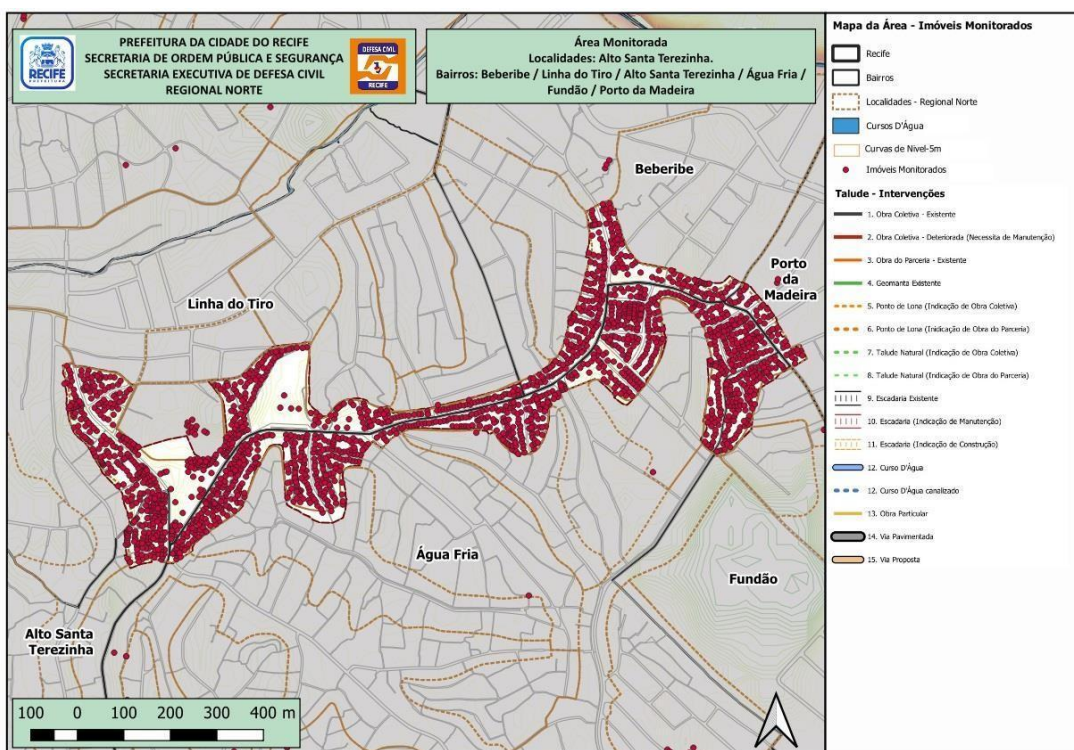 RECIFE
PREFEITURA
PREFEITURA DA CIDADE DO RECIFE
SECRETARIA DE ORDEM PÚBLICA E SEGURANÇA
SECRETARIA EXECUTIVA DE DEFESA CIVIL
REGIONAL NORTE
DEFESA CIVIL
RECIFE
Área Monitorada
Localidades: Alto Santa Terezinha.
Bairros: Beberibe / Linha do Tiro / Alto Santa Terezinha / Água Fria /
Fundão / Porto da Madeira
Beberibe
Porto
da
Madeira
Linha do Tiro
Água Fria
Fundão
Alto Santa
Terezinha
100 0 100 200 300 400 m
Mapa da Área - Imóveis Monitorados
Recife
Bairros
Localidades - Regional Norte
Cursos D'Água
Curvas de Nivel-5m
Imóveis Monitorados
Talude - Intervenções
1. Obra Coletiva - Existente
2. Obra Coletiva - Deteriorada (Necessita de Manutenção)
3. Obra do Parceria - Existente
4. Geomanta Existente
5. Ponto de Lona (Indicação de Obra Coletiva)
6. Ponto de Lona (Inidicação de Obra do Parceria)
7. Talude Natural (Indicação de Obra Coletiva)
8. Talude Natural (Indicação de Obra do Parceria)
9. Escadaria Existente
10. Escadaria (Indicação de Manutenção)
11. Escadaria (Indicação de Construção)
12. Curso D'Água
12. Curso D'Água canalizado
13. Obra Particular
14. Via Pavimentada
15. Via Proposta